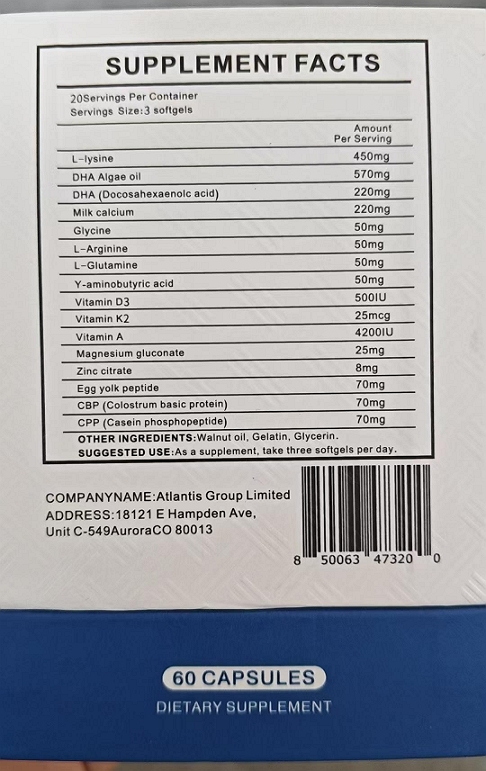 SUPPLEMENT FACTS
20Servings Per Container
Servings Size:3 softgels
Amount
Per Serving
L-lysine 450mg
DHA Algae oil 570mg
DHA (Docosahexaenolc acid) 220mg
Milk calcium 220mg
Glycine 50mg
L-Arginine 50mg
L-Glutamine 50mg
Y-aminobutyric acid 50mg
Vitamin D3 500IU
Vitamin K2 25mcg
Vitamin A 4200IU
Magnesium gluconate 25mg
Zinc citrate 8mg
Egg yolk peptide 70mg
CBP (Colostrum basic protein) 70mg
CPP (Casein phosphopeptide) 70mg
OTHER INGREDIENTS:Walnut oil, Gelatin, Glycerin.
SUGGESTED USE:As a supplement, take three softgels per day.
COMPANYNAME:Atlantis Group Limited
ADDRESS:18121 E Hampden Ave,
Unit C-549AuroraCO 80013
8 50063 47320 0
60 CAPSULES
DIETARY SUPPLEMENT